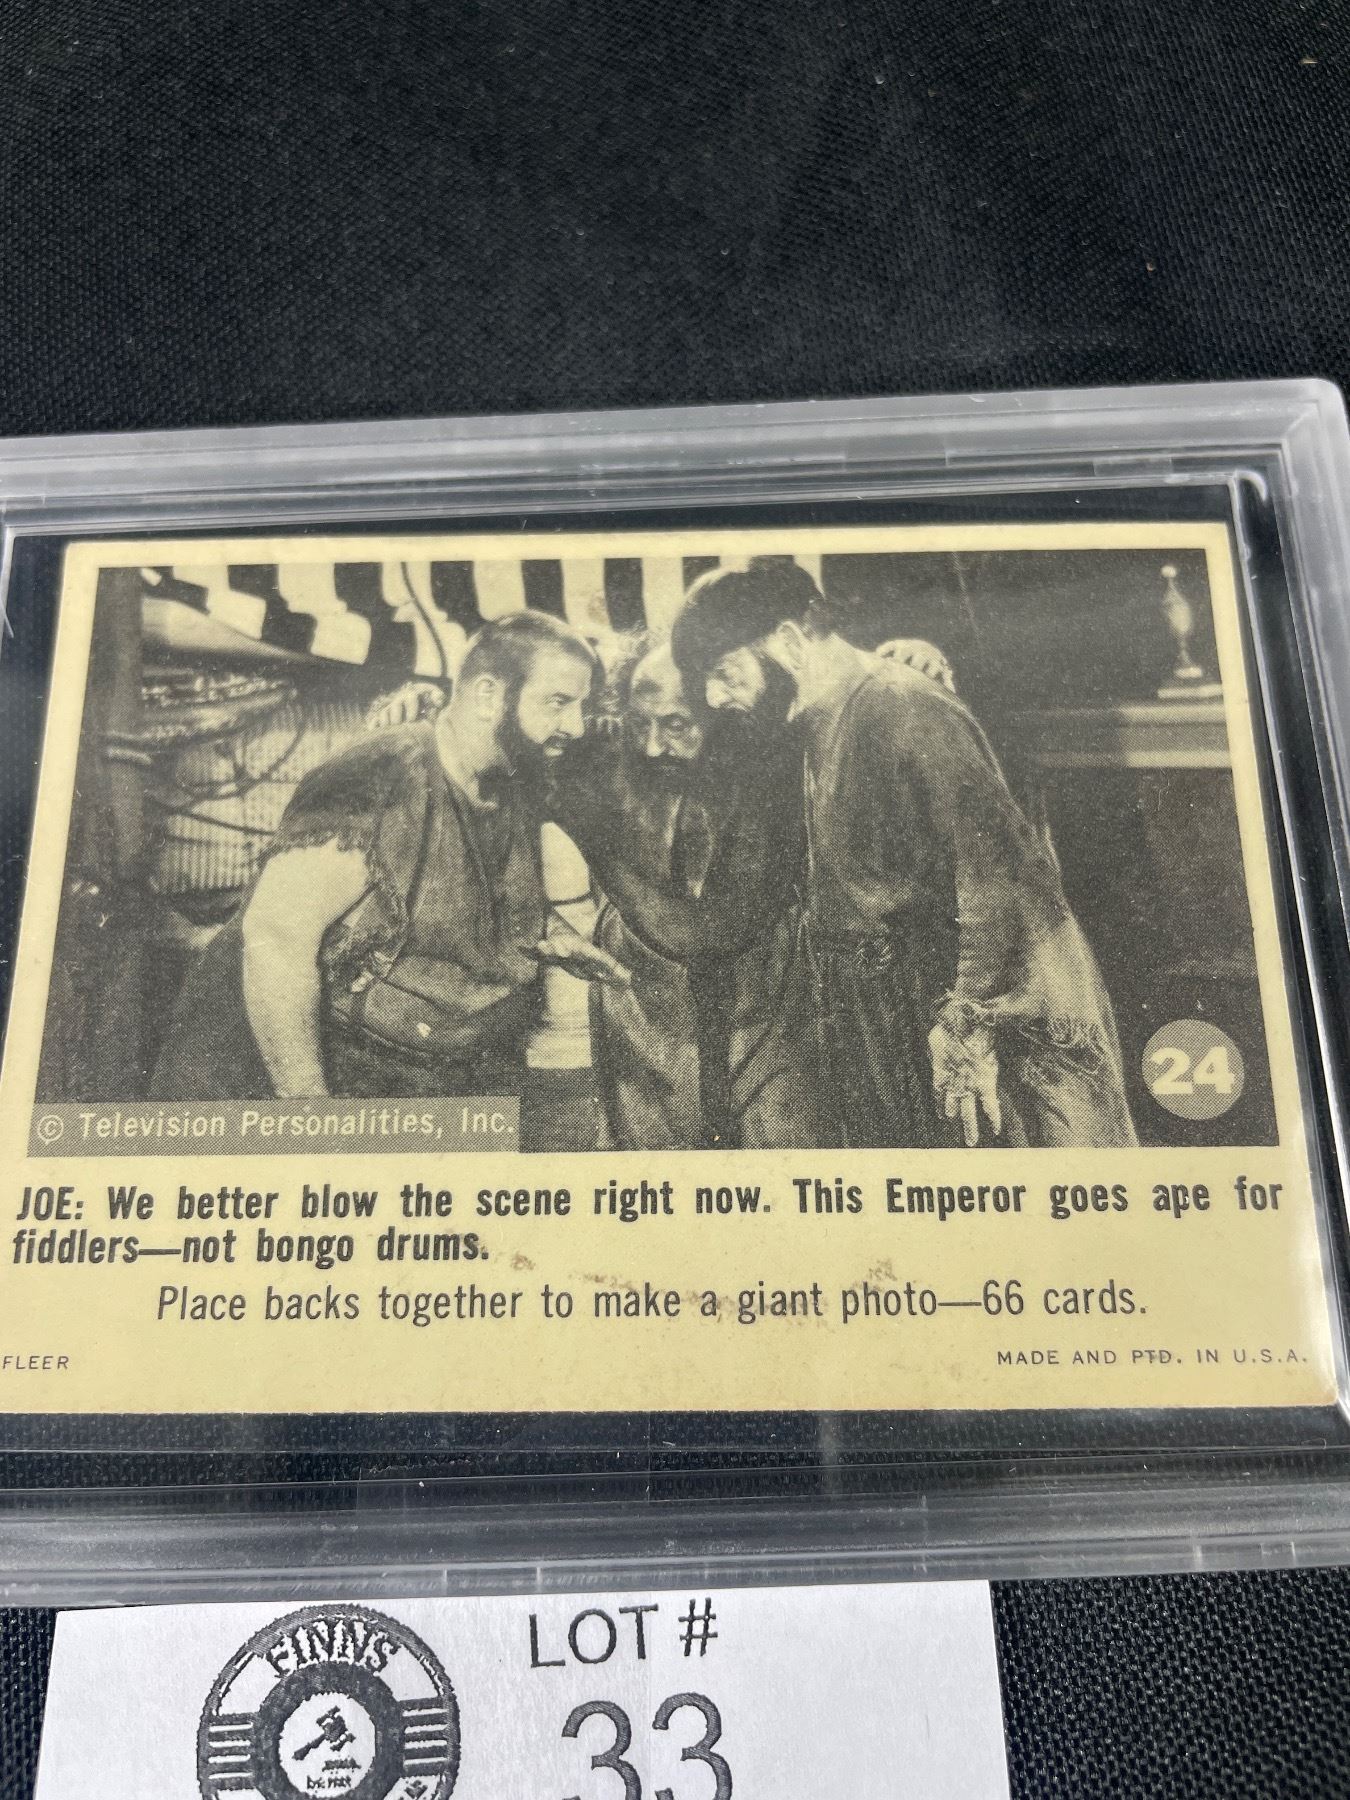 24
© Television Personalities, Inc.
JOE: We better blow the scene right now. This Emperor goes ape for
fiddlers—not bongo drums.
Place backs together to make a giant photo—66 cards.
FLEER
MADE AND PTD. IN U.S.A.
FINNS
LOT #
33